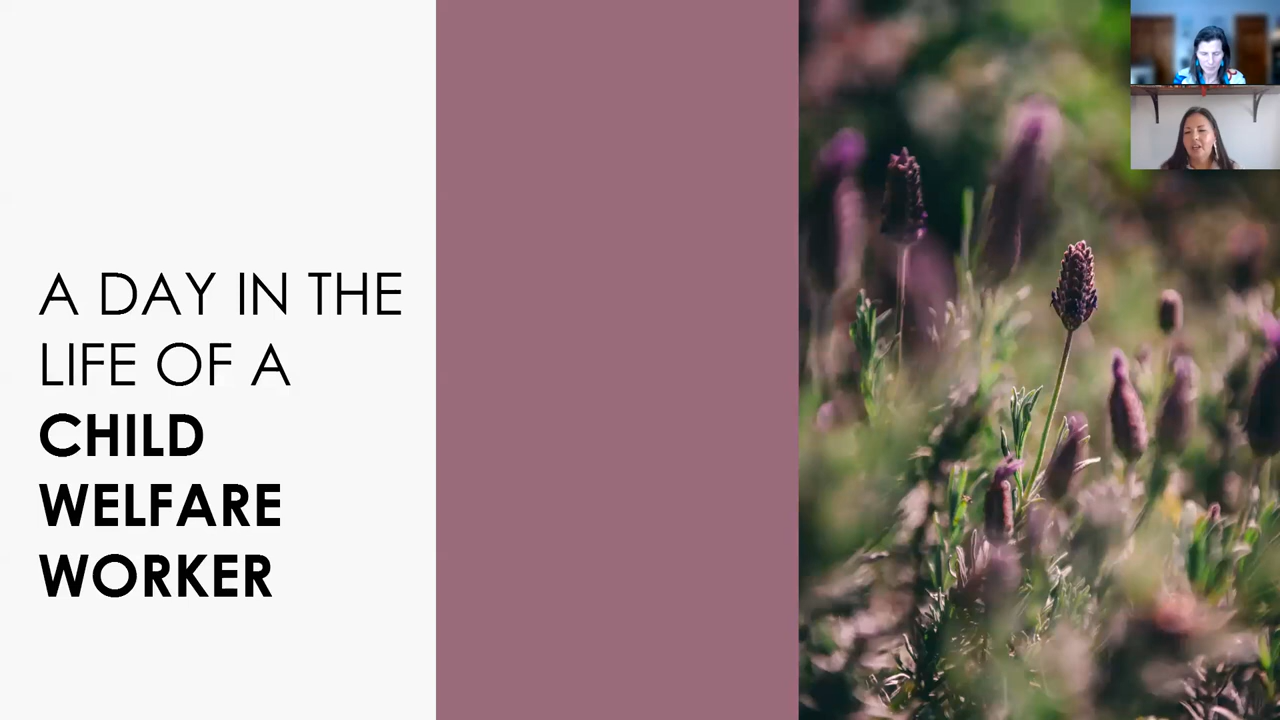 A DAY IN THE
LIFE OF A
CHILD
WELFARE
WORKER